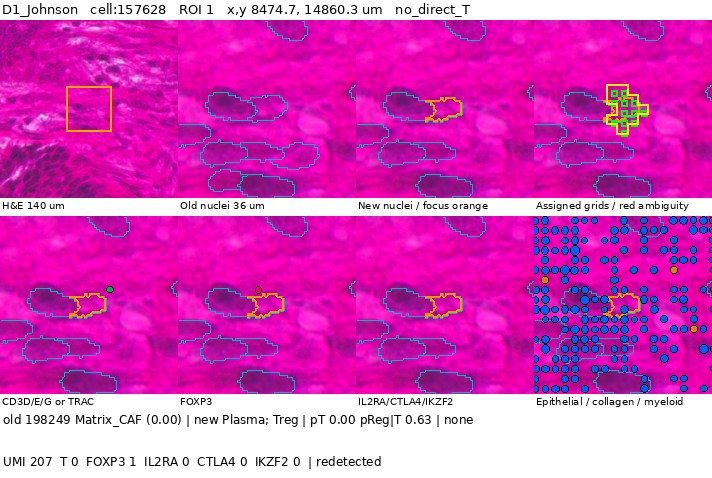 D1_Johnson   cell:157628   ROI 1   x,y 8474.7, 14860.3 um   no_direct_T
H&E 140 um
Old nuclei 36 um
New nuclei / focus orange
Assigned grids / red ambiguity
CD3D/E/G or TRAC
FOXP3
IL2RA/CTLA4/IKZF2
Epithelial / collagen / myeloid
old 198249 Matrix_CAF (0.00) | new Plasma; Treg | pT 0.00 pReg|T 0.63 | none
UMI 207  T 0  FOXP3 1  IL2RA 0  CTLA4 0  IKZF2 0  | redetected